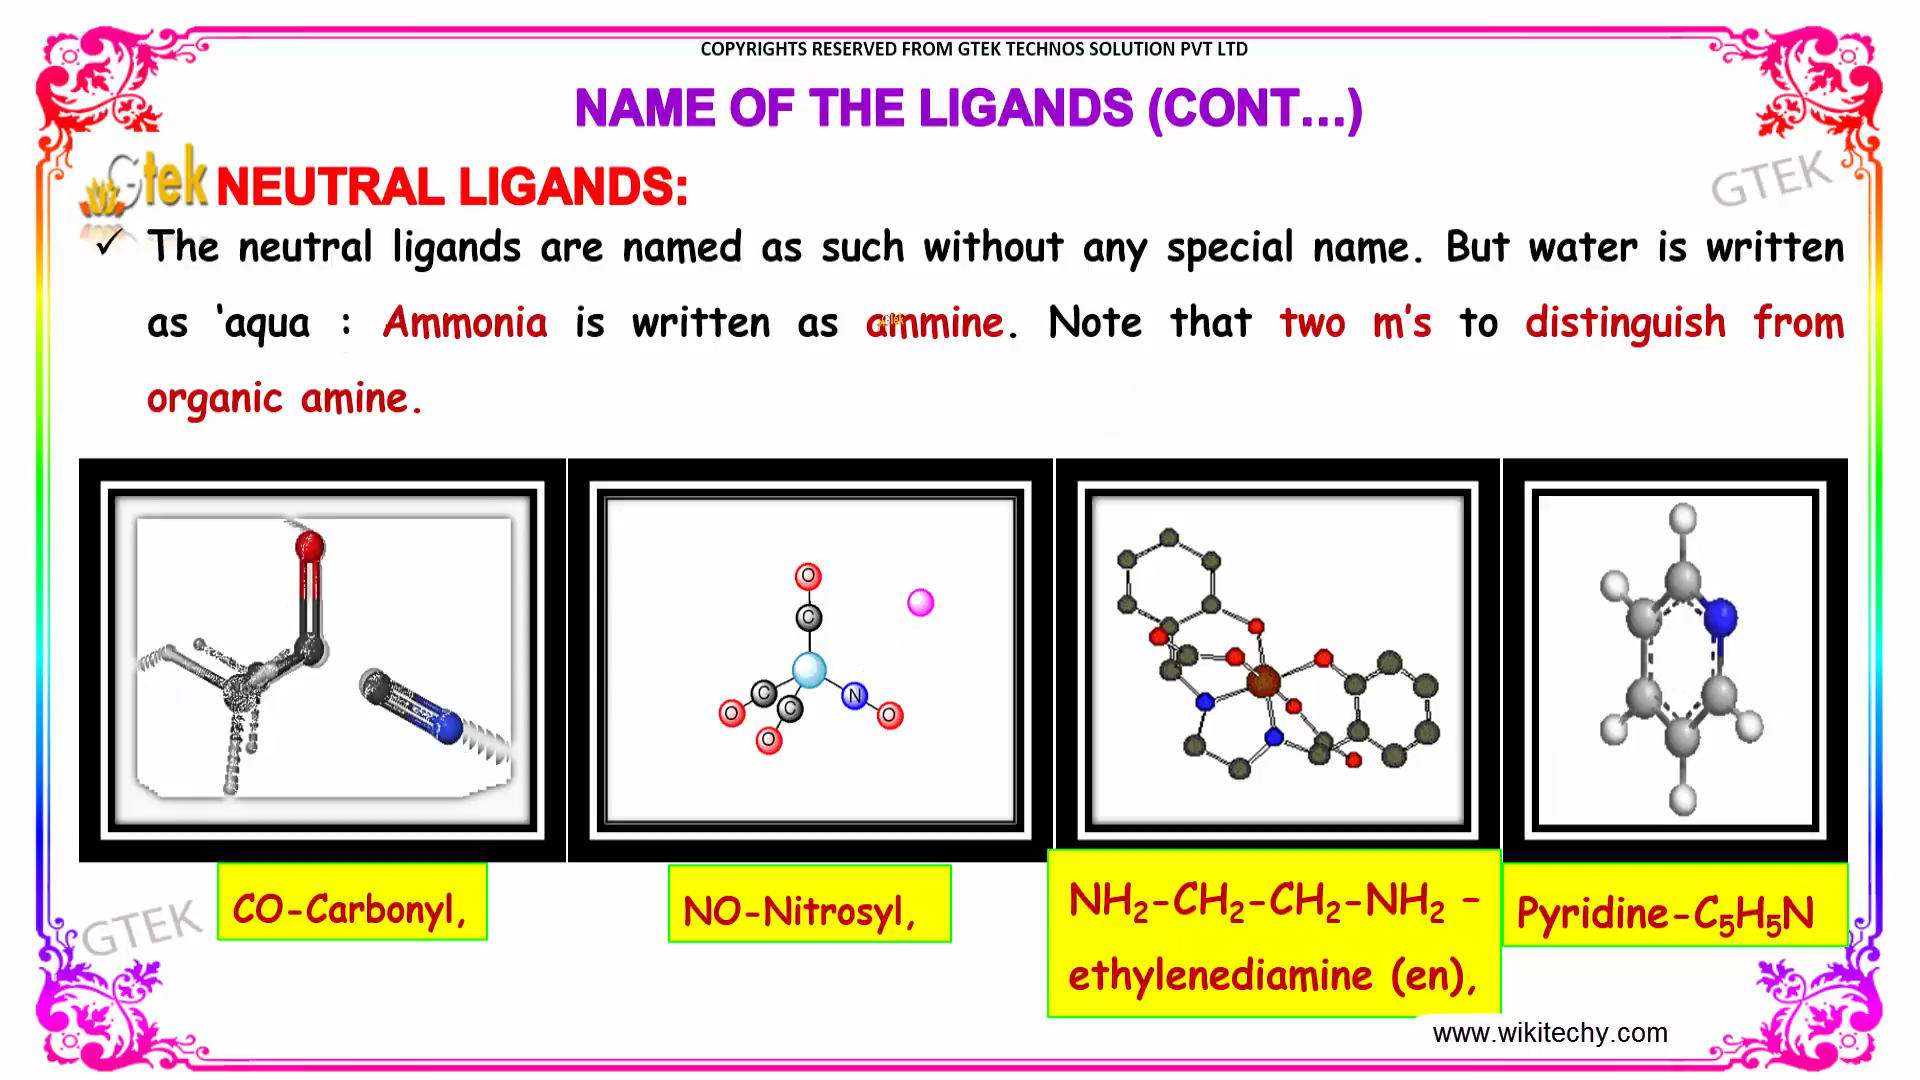 COPYRIGHTS RESERVED FROM GTEK TECHNOS SOLUTION PVT LTD
NAME OF THE LIGANDS (CONT...)
Gtek
NEUTRAL LIGANDS:
GTEK
✓ The neutral ligands are named as such without any special name. But water is written
as ‘aqua : Ammonia is written as ammine. Note that two m’s to distinguish from
organic amine.
O
C
C
C
N
O
O
O
CO-Carbonyl,
NO-Nitrosyl,
NH₂-CH₂-CH₂-NH₂ –
ethylenediamine (en),
Pyridine-C₅H₅N
GTEK
www.wikitechy.com